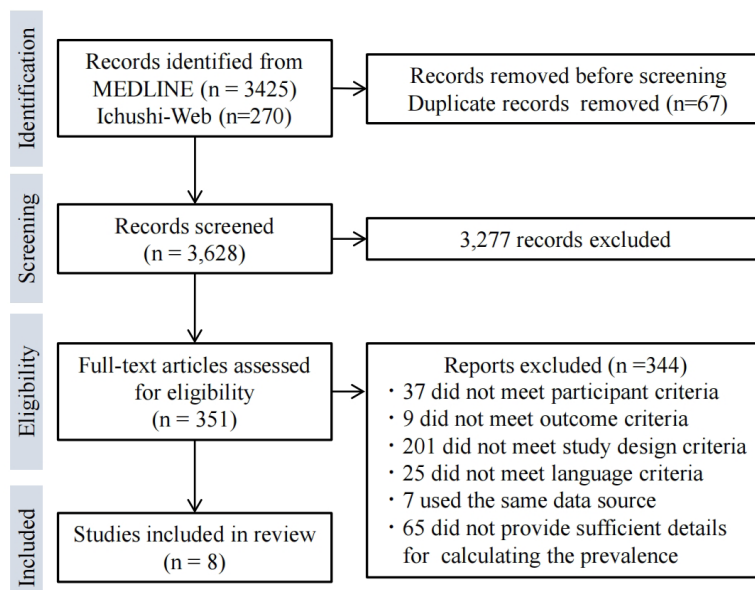 Identification
Records identified from
MEDLINE (n = 3425)
Ichushi-Web (n=270)
Records removed before screening
Duplicate records removed (n=67)
Screening
Records screened
(n = 3,628)
3,277 records excluded
Eligibility
Full-text articles assessed
for eligibility
(n = 351)
Reports excluded (n =344)
・37 did not meet participant criteria
・9 did not meet outcome criteria
・201 did not meet study design criteria
・25 did not meet language criteria
・7 used the same data source
・65 did not provide sufficient details
for calculating the prevalence
Included
Studies included in review
(n = 8)